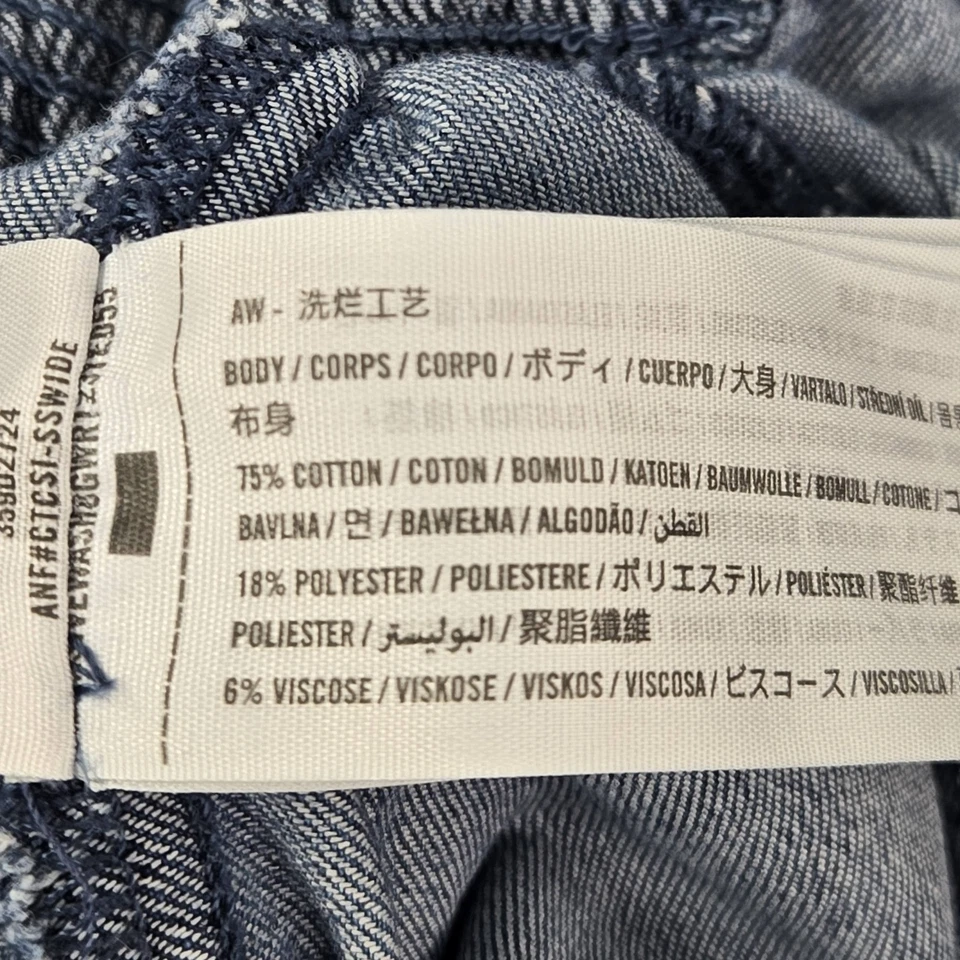 AW - 洗烂工艺
BODY / CORPS / CORPO / ボディ / CUERPO / 大身 / VARTALO / STŘEDNÍ DÍL /
布身
75% COTTON / COTON / BOMULD / KATOEN / BAUMWOLLE / BOMULL / COTONE /
BAVLNA / 면 / BAWEŁNA / ALGODÃO / القطن
18% POLYESTER / POLIESTERE / ポリエステル / POLIÉSTER / 聚酯纤维
POLIESTER / البوليستر / 聚脂纖維
6% VISCOSE / VISKOSE / VISKOS / VISCOSA / ビスコース / VISCOSILLA /
359D2724
ANF#CTCSI-SSWIDE